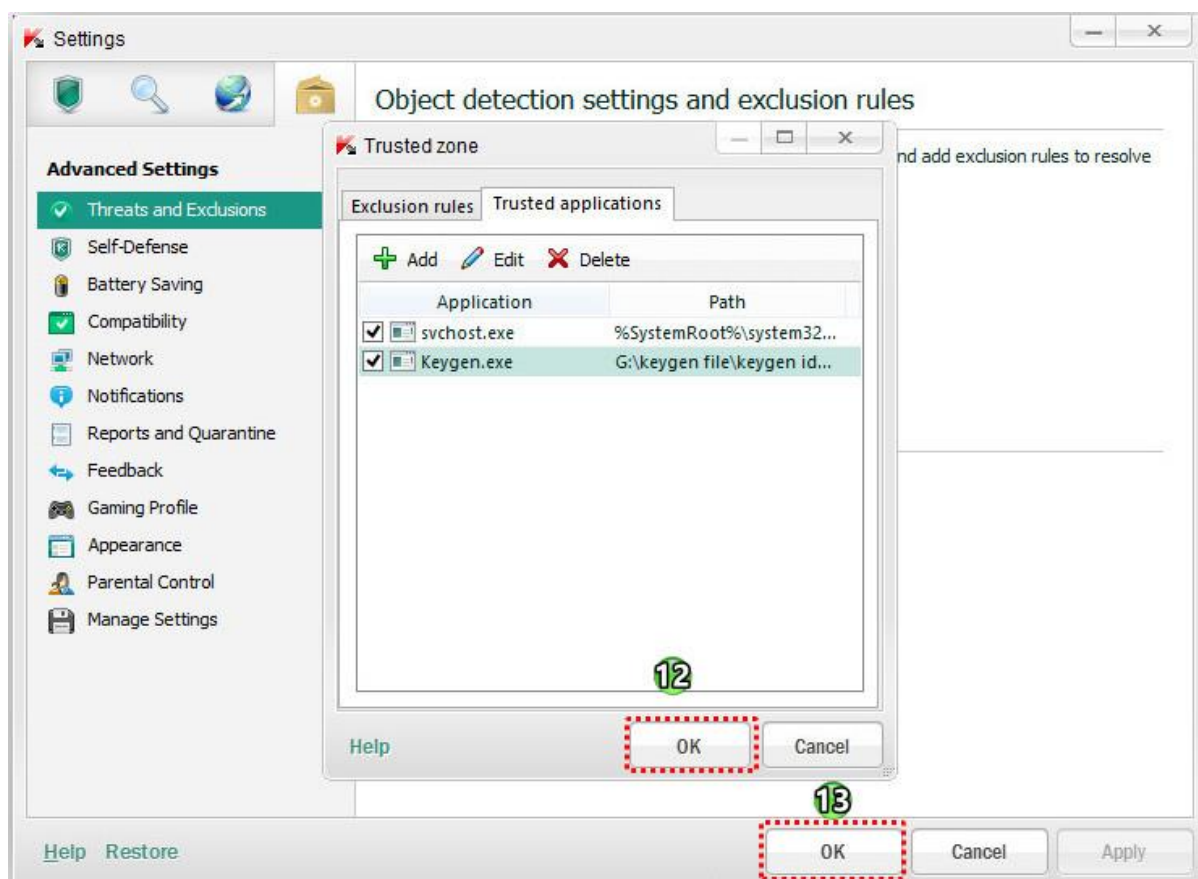 Settings
Object detection settings and exclusion rules
Trusted zone
nd add exclusion rules to resolve
Advanced Settings
Threats and Exclusions
Self-Defense
Battery Saving
Compatibility
Network
Notifications
Reports and Quarantine
Feedback
Gaming Profile
Appearance
Parental Control
Manage Settings
Exclusion rules Trusted applications
Add Edit Delete
Application Path
svchost.exe %SystemRoot%\system32...
Keygen.exe G:\keygen file\keygen id...
12
Help OK Cancel
13
Help Restore OK Cancel Apply